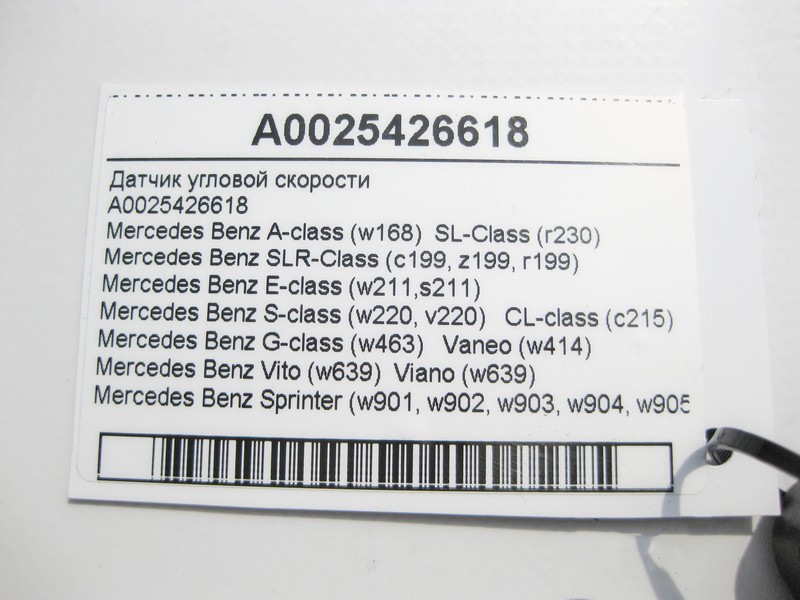 A0025426618
Датчик угловой скорости
A0025426618
Mercedes Benz A-class (w168) SL-Class (r230)
Mercedes Benz SLR-Class (c199, z199, r199)
Mercedes Benz E-class (w211,s211)
Mercedes Benz S-class (w220, v220) CL-class (c215)
Mercedes Benz G-class (w463) Vaneo (w414)
Mercedes Benz Vito (w639) Viano (w639)
Mercedes Benz Sprinter (w901, w902, w903, w904, w905